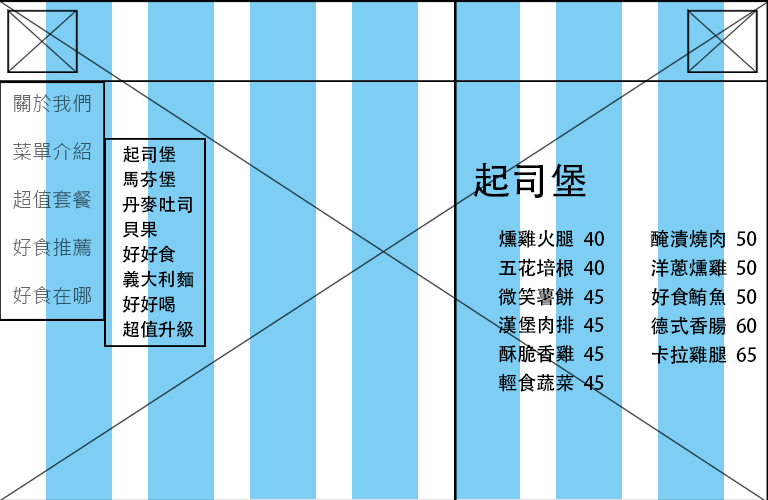 關於我們
菜單介紹
超值套餐
好食推薦
好食在哪
起司堡
馬芬堡
丹麥吐司
貝果
好好食
義大利麵
好好喝
超值升級
起司堡
燻雞火腿 40
五花培根 40
微笑薯餅 45
漢堡肉排 45
酥脆香雞 45
輕食蔬菜 45
醃漬燒肉 50
洋蔥燻雞 50
好食鮪魚 50
德式香腸 60
卡拉雞腿 65